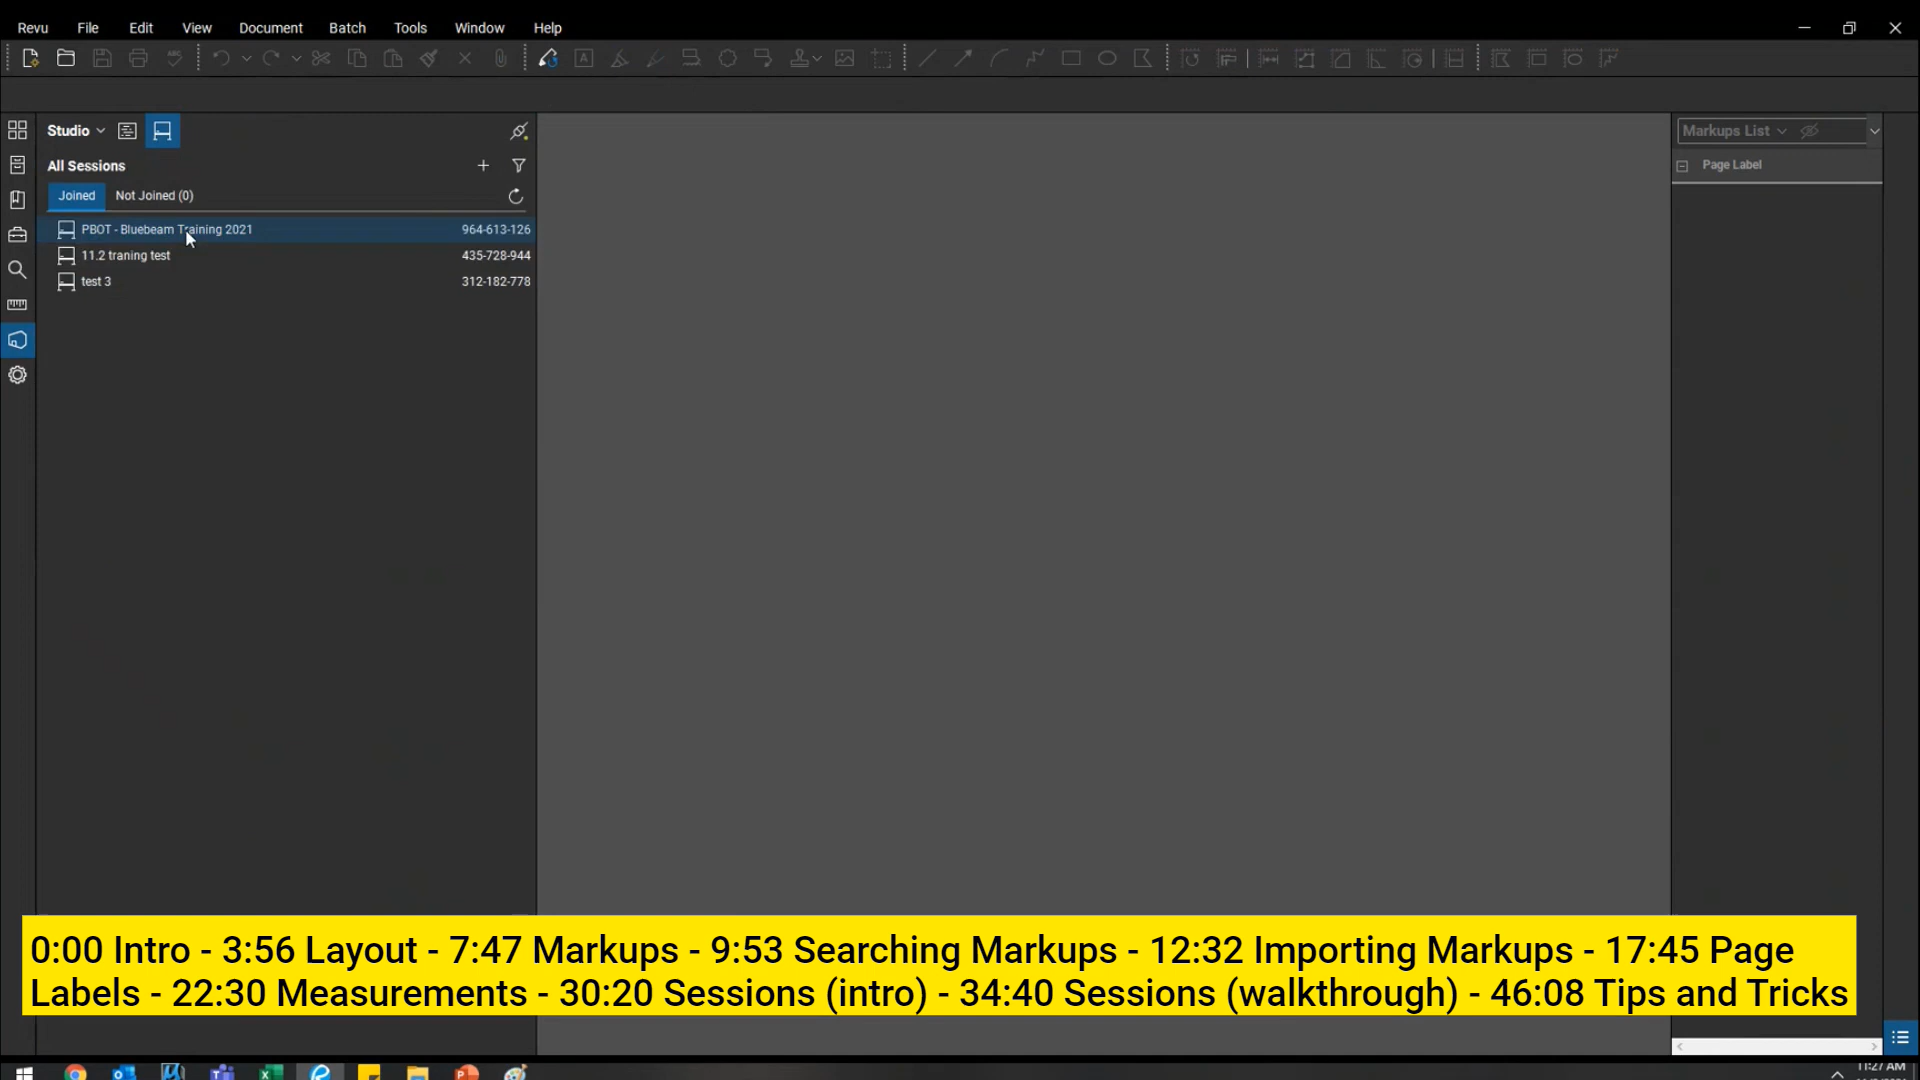 Revu File Edit View Document Batch Tools Window Help
Studio
Markups List
All Sessions
Page Label
Joined Not Joined (0)
PBOT - Bluebeam Training 2021 964-613-126
11.2 traning test 435-728-944
test 3 312-182-778
0:00 Intro - 3:56 Layout - 7:47 Markups - 9:53 Searching Markups - 12:32 Importing Markups - 17:45 Page
Labels - 22:30 Measurements - 30:20 Sessions (intro) - 34:40 Sessions (walkthrough) - 46:08 Tips and Tricks
11:27 AM